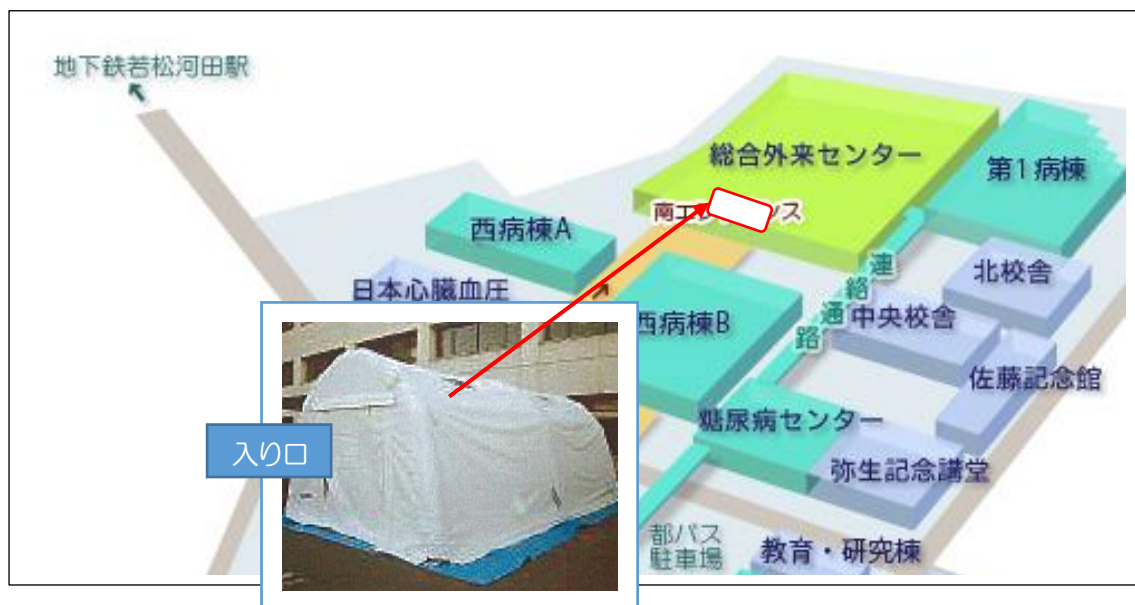 地下鉄若松河田駅
総合外来センター
第1病棟
南エ
ンス
西病棟A
日本心臓血圧
連絡通路
北校舎
中央校舎
西病棟B
佐藤記念館
糖尿病センター
入り口
弥生記念講堂
都バス
駐車場
教育・研究棟